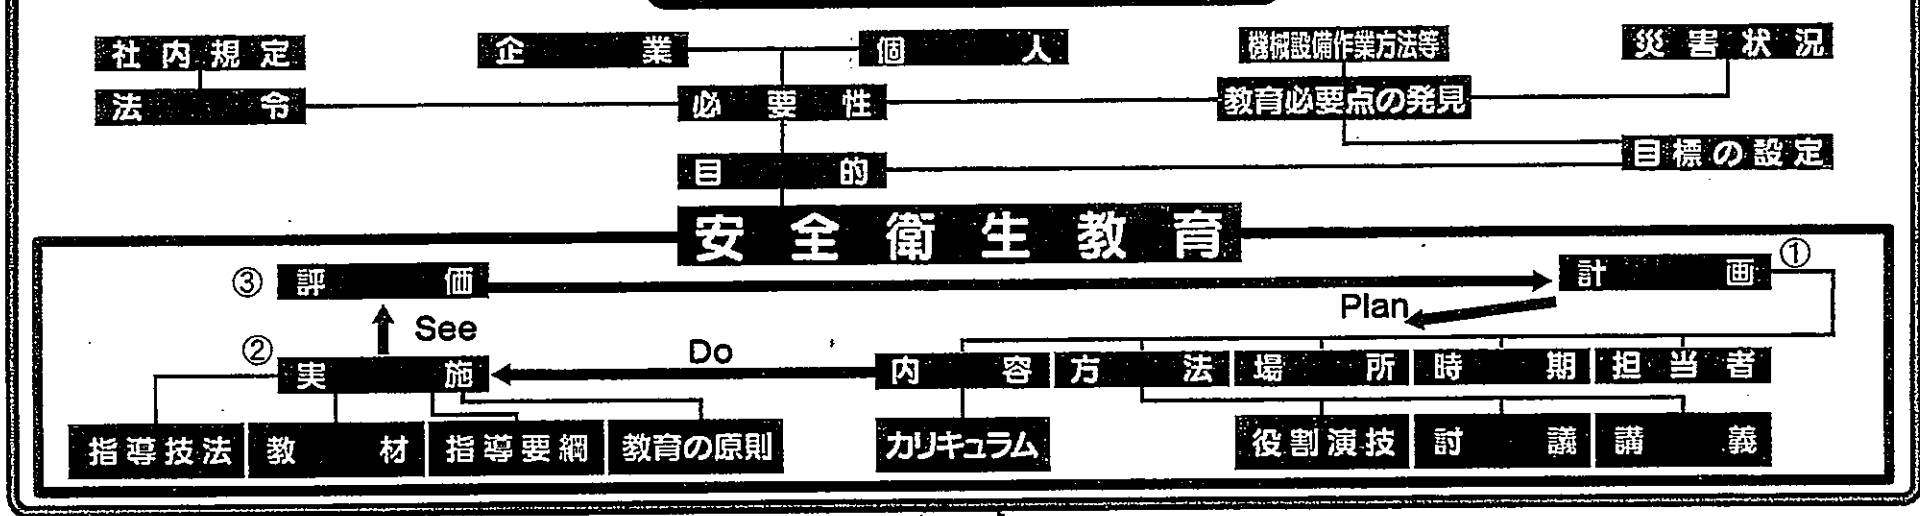 社内規定
企業
個人
機械設備作業方法等
災害状況
法令
必要性
教育必要点の発見
目的
目標の設定
安全衛生教育
③ 評価
計画 ①
Plan
See
② 実施
Do
内容
方法
場所
時期
担当者
指導技法
教材
指導要綱
教育の原則
カリキュラム
役割演技
討議
講義